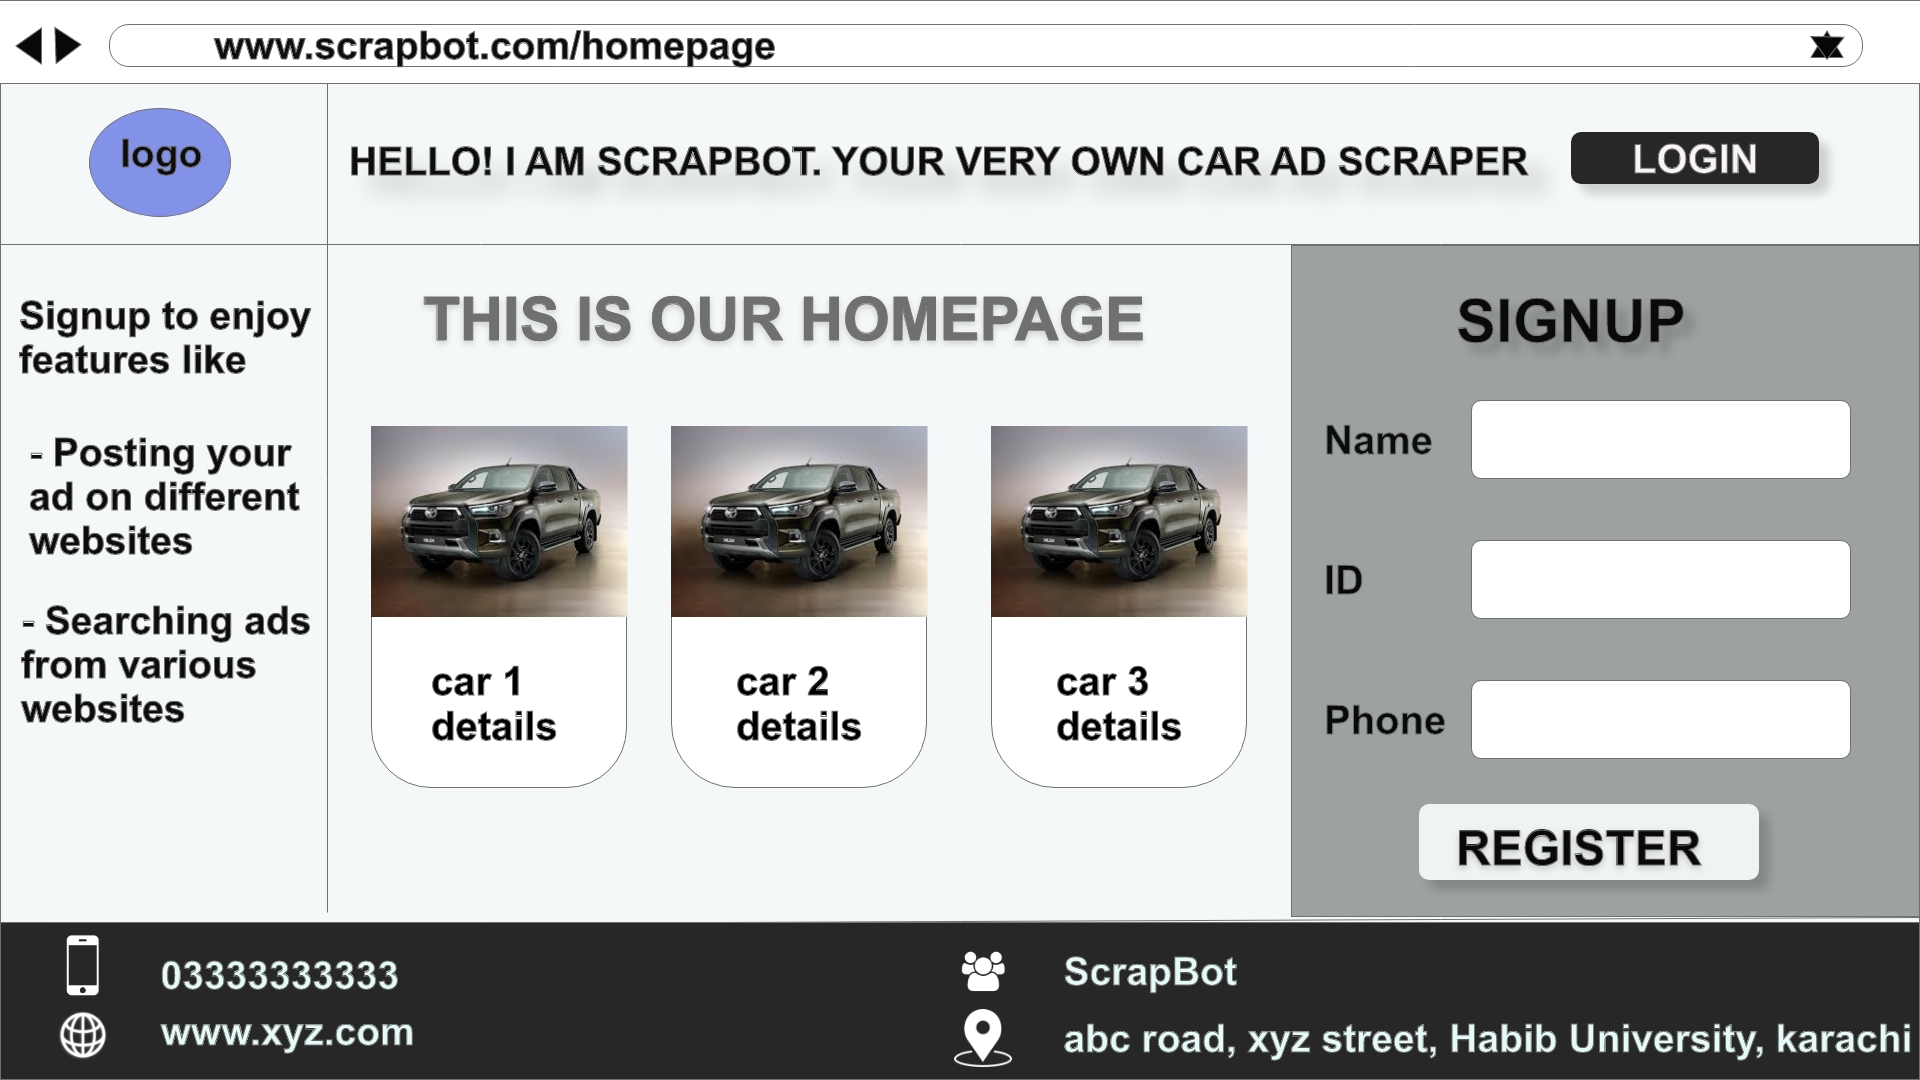 www.scrapbot.com/homepage
logo
HELLO! I AM SCRAPBOT. YOUR VERY OWN CAR AD SCRAPER
LOGIN
Signup to enjoy
features like
- Posting your
ad on different
websites
- Searching ads
from various
websites
THIS IS OUR HOMEPAGE
car 1
details
car 2
details
car 3
details
SIGNUP
Name
ID
Phone
REGISTER
03333333333
www.xyz.com
ScrapBot
abc road, xyz street, Habib University, karachi